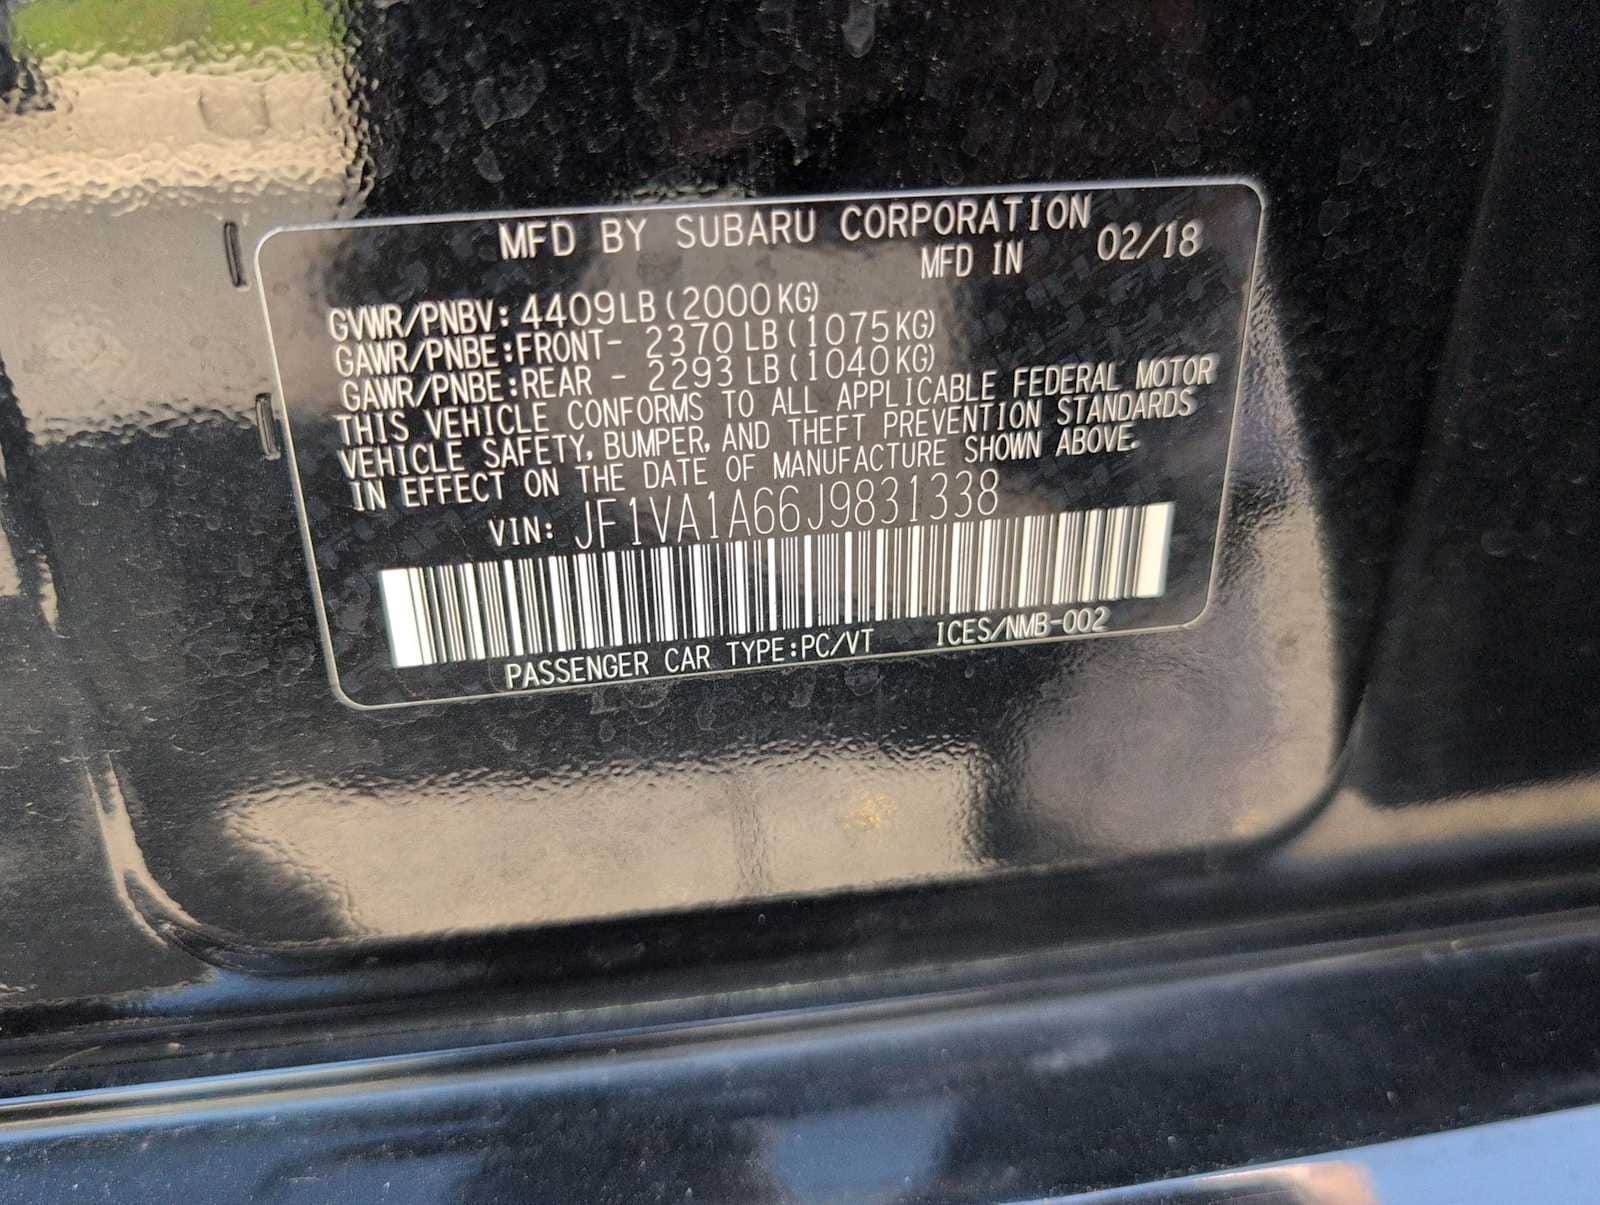 MFD BY SUBARU CORPORATION
MFD IN 02/18
GVWR/PNBV: 4409LB(2000KG)
GAWR/PNBE:FRONT- 2370LB(1075KG)
GAWR/PNBE:REAR - 2293LB(1040KG)
THIS VEHICLE CONFORMS TO ALL APPLICABLE FEDERAL MOTOR
VEHICLE SAFETY, BUMPER, AND THEFT PREVENTION STANDARDS
IN EFFECT ON THE DATE OF MANUFACTURE SHOWN ABOVE.
VIN: JF1VA1A66J9831338
PASSENGER CAR TYPE:PC/VT ICES/NMB-002